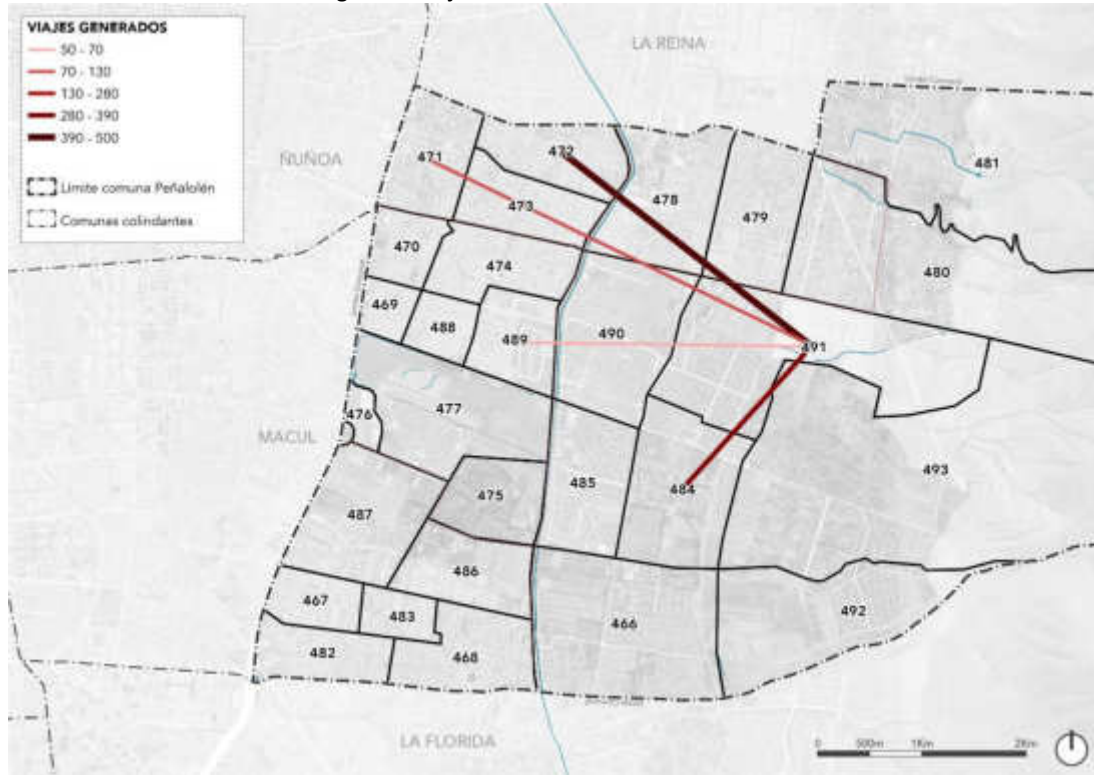 VIAJES GENERADOS
50 - 70
70 - 130
130 - 280
280 - 390
390 - 500
Límite comuna Peñalolén
Comunas colindantes
LA REINA
ÑUÑOA
471
472
481
473
478
479
470
474
480
469
488
489
490
491
477
476
MACUL
475
485
484
493
487
486
467
483
466
492
482
468
LA FLORIDA
0 500m 1Km 2Km